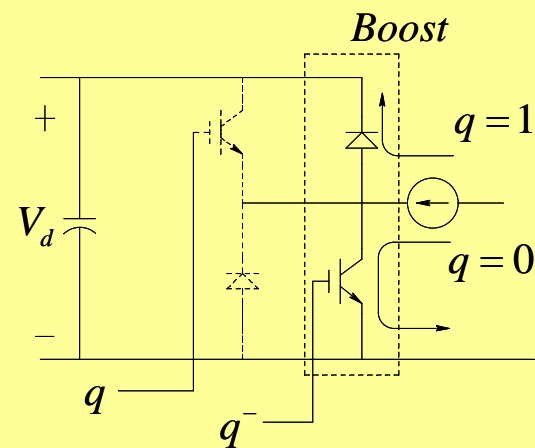 Boost
+
q = 1
V_d
q = 0
−
q
q⁻